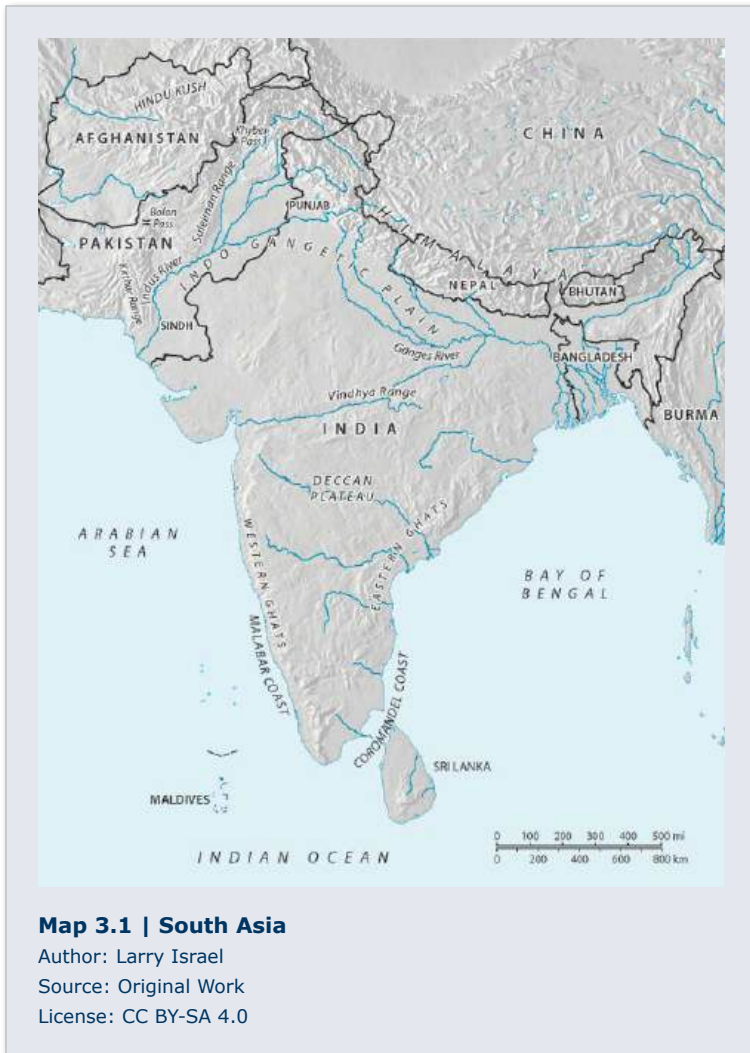 HINDU KUSH
AFGHANISTAN
Khyber
Pass
CHINA
Suleman Range
PUNJAB
HIMALAYA
Bolan
Pass
PAKISTAN
Indus River
INDO GANGETIC PLAIN
Kirthar Range
NEPAL
BHUTAN
SINDH
Ganges River
BANGLADESH
Vindhya Range
INDIA
BURMA
DECCAN
PLATEAU
ARABIAN
SEA
WESTERN GHATS
EASTERN GHATS
BAY OF
BENGAL
MALABAR COAST
COROMANDEL COAST
SRI LANKA
MALDIVES
INDIAN OCEAN
0 100 200 300 400 500 mi
0 200 400 600 800 km
Map 3.1 | South Asia
Author: Larry Israel
Source: Original Work
License: CC BY-SA 4.0